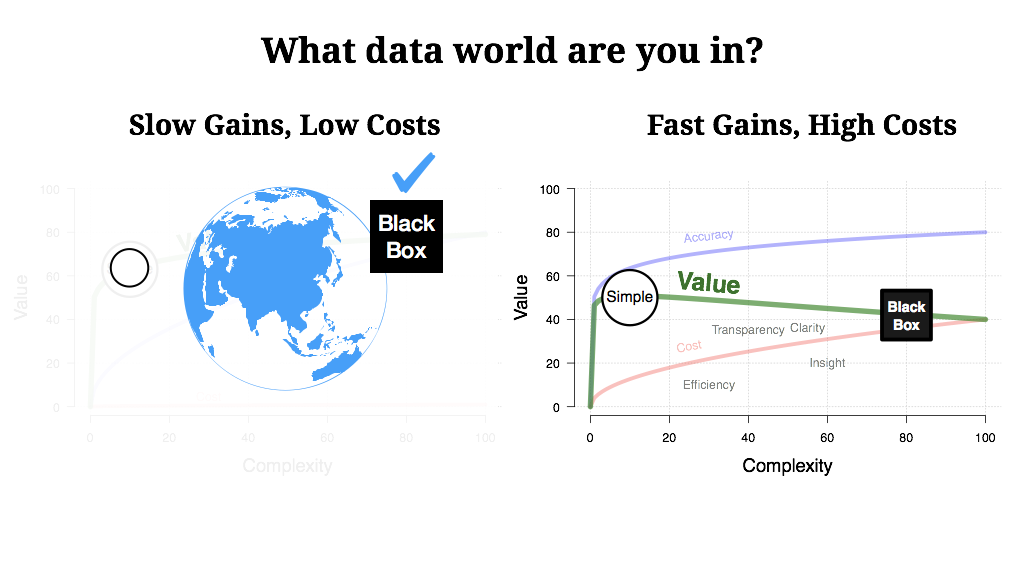 What data world are you in?
Slow Gains, Low Costs
Fast Gains, High Costs
100
80
60
40
20
0
Value
0
20
40
60
80
100
Complexity
Black
Box
100
80
60
40
20
0
Value
Accuracy
Value
Simple
Black
Box
Transparency
Clarity
Cost
Insight
Efficiency
0
20
40
60
80
100
Complexity